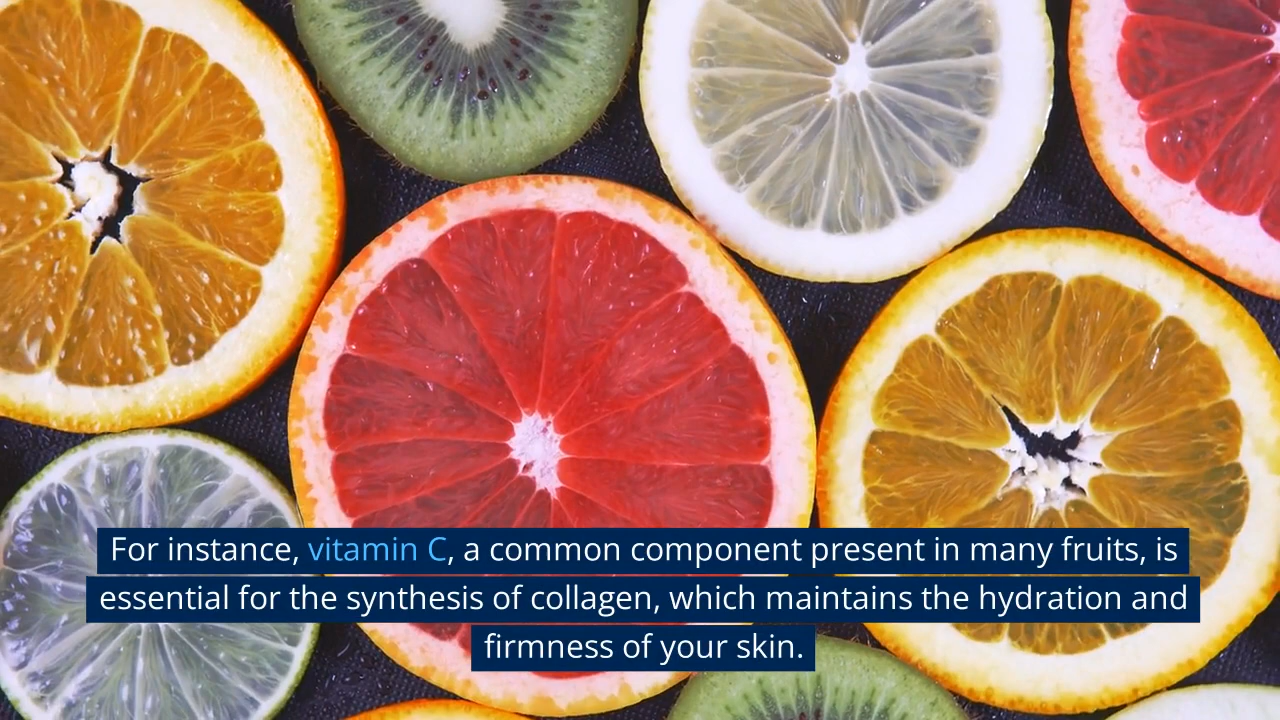 For instance, vitamin C, a common component present in many fruits, is
essential for the synthesis of collagen, which maintains the hydration and
firmness of your skin.